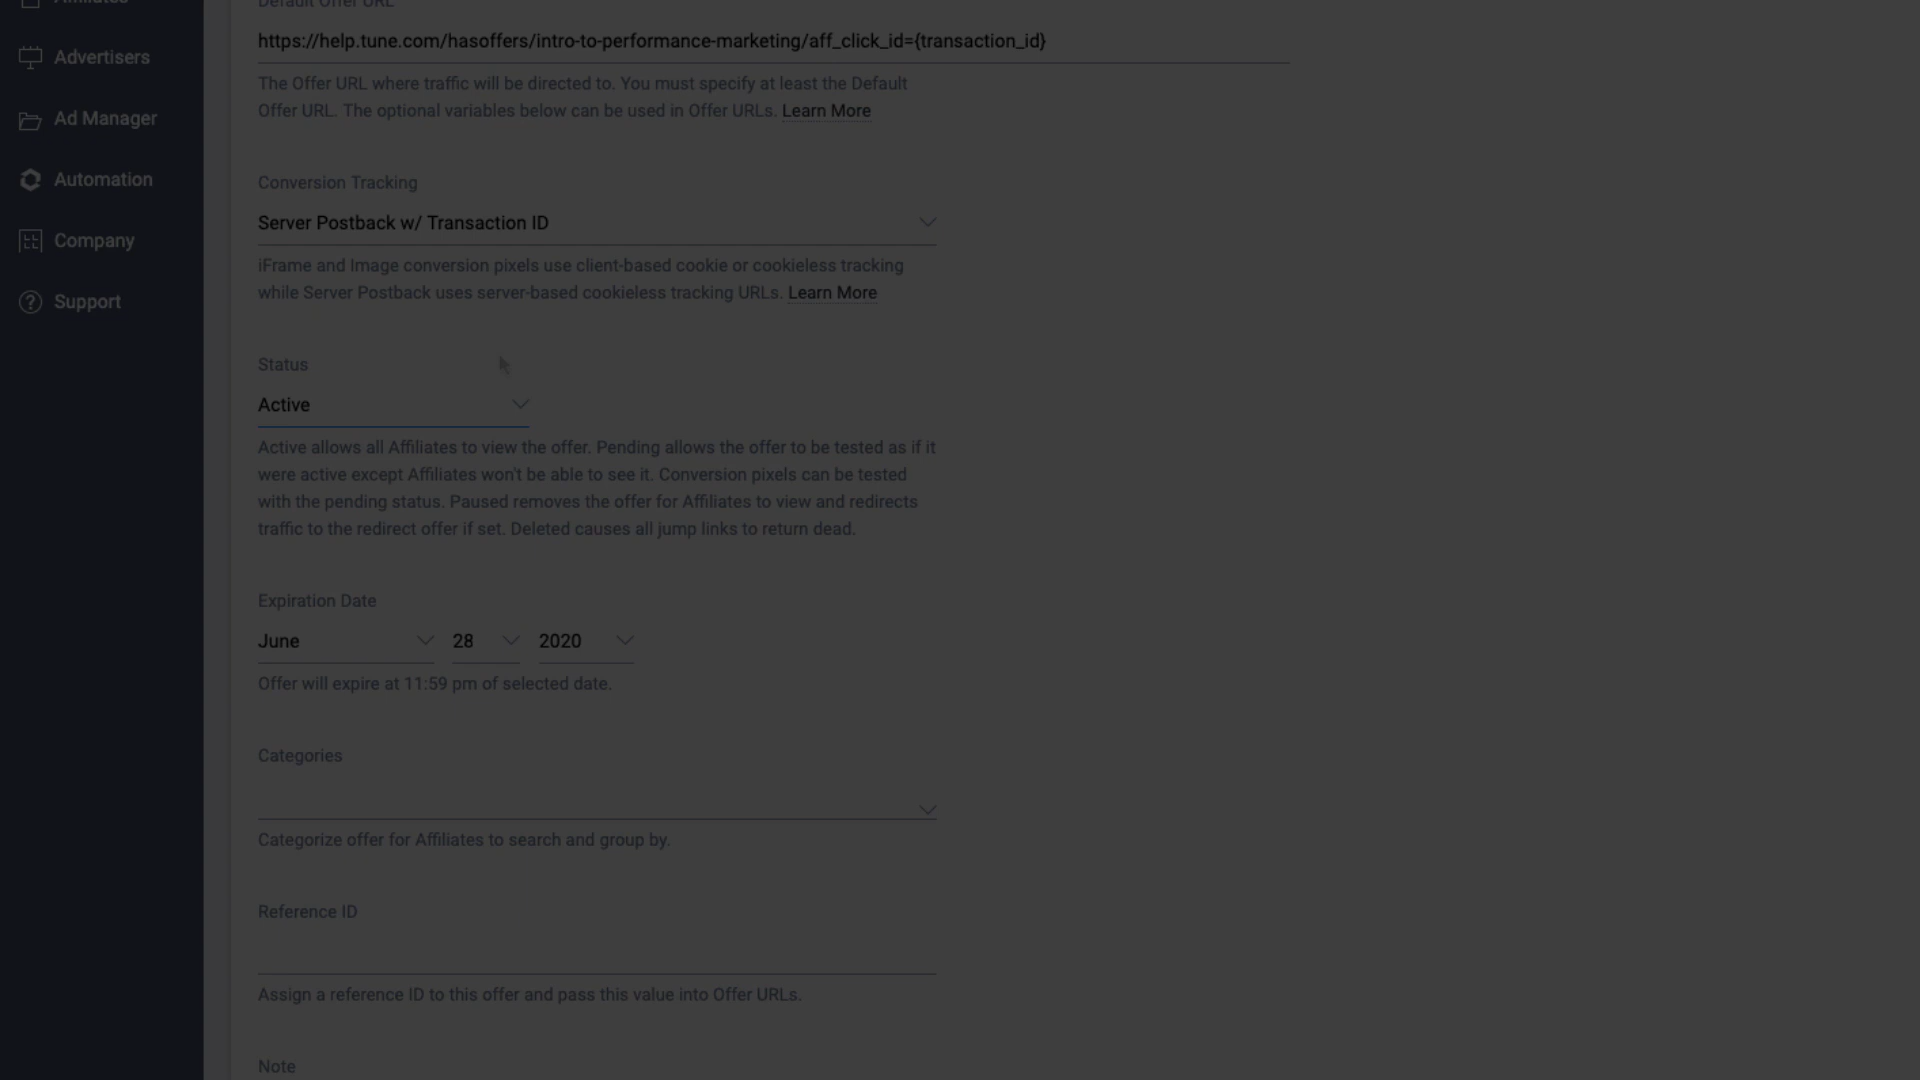 Affiliates
Advertisers
Ad Manager
Automation
Company
Support
Default Offer URL
https://help.tune.com/hasoffers/intro-to-performance-marketing/aff_click_id={transaction_id}
The Offer URL where traffic will be directed to. You must specify at least the Default
Offer URL. The optional variables below can be used in Offer URLs. Learn More
Conversion Tracking
Server Postback w/ Transaction ID
iFrame and Image conversion pixels use client-based cookie or cookieless tracking
while Server Postback uses server-based cookieless tracking URLs. Learn More
Status
Active
Active allows all Affiliates to view the offer. Pending allows the offer to be tested as if it
were active except Affiliates won't be able to see it. Conversion pixels can be tested
with the pending status. Paused removes the offer for Affiliates to view and redirects
traffic to the redirect offer if set. Deleted causes all jump links to return dead.
Expiration Date
June 28 2020
Offer will expire at 11:59 pm of selected date.
Categories
Categorize offer for Affiliates to search and group by.
Reference ID
Assign a reference ID to this offer and pass this value into Offer URLs.
Note